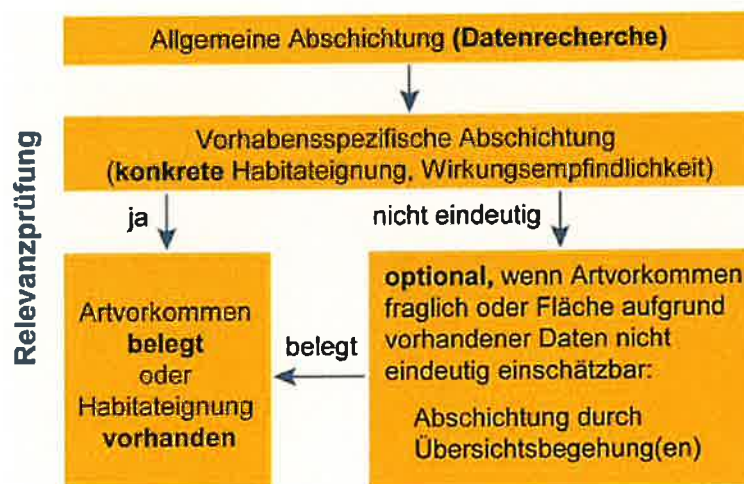 Relevanzprüfung
Allgemeine Abschichtung (Datenrecherche)
Vorhabensspezifische Abschichtung
(konkrete Habitateignung, Wirkungsempfindlichkeit)
ja
nicht eindeutig
Artvorkommen
belegt
oder
Habitateignung
vorhanden
belegt
optional, wenn Artvorkommen
fraglich oder Fläche aufgrund
vorhandener Daten nicht
eindeutig einschätzbar:
Abschichtung durch
Übersichtsbegehung(en)